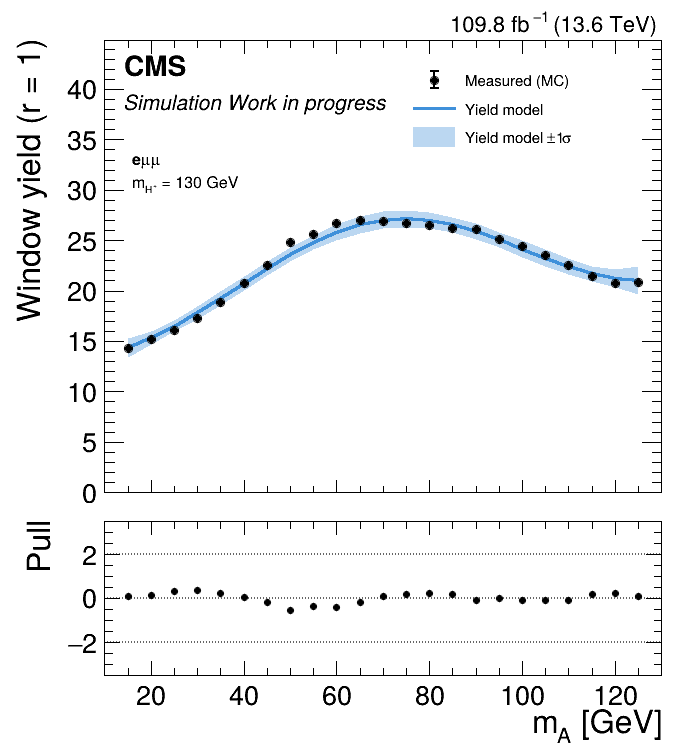 109.8 fb⁻¹ (13.6 TeV)
CMS
Simulation Work in progress
Measured (MC)
Yield model
Yield model ±1σ
eμμ
m_H⁺ = 130 GeV
Window yield (r = 1)
40
35
30
25
20
15
10
5
0
Pull
2
0
−2
20 40 60 80 100 120
m_A [GeV]